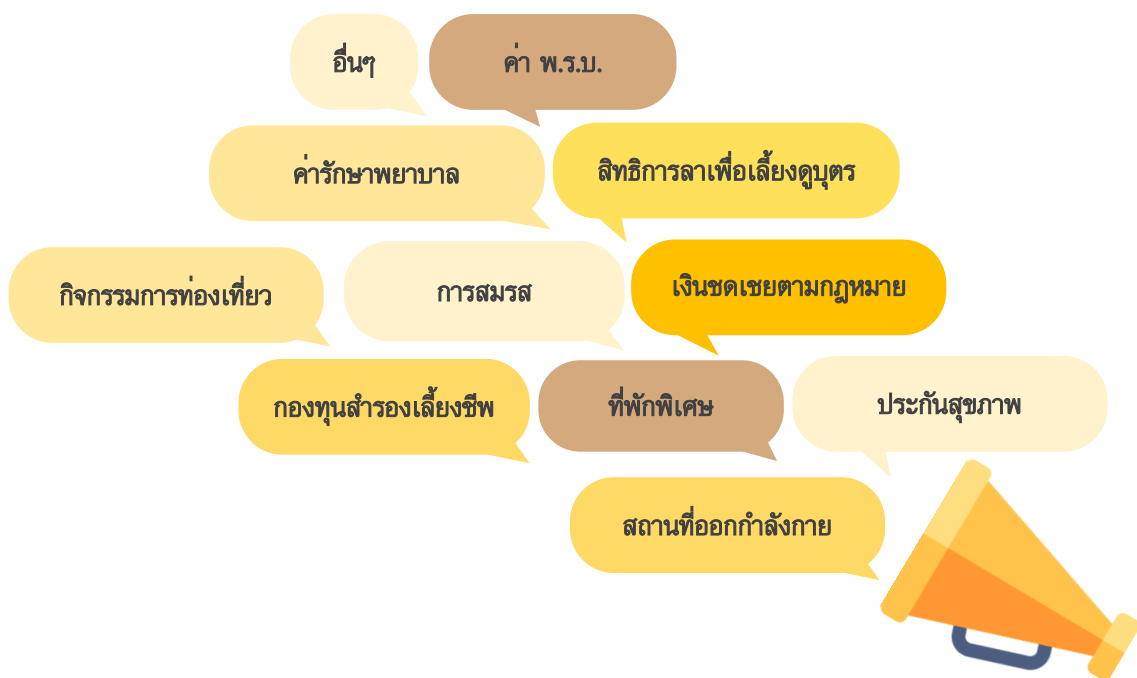 อื่นๆ
ค่า พ.ร.บ.
ค่ารักษาพยาบาล
สิทธิการลาเพื่อเลี้ยงดูบุตร
กิจกรรมการท่องเที่ยว
การสมรส
เงินชดเชยตามกฎหมาย
กองทุนสำรองเลี้ยงชีพ
ที่พักพิเศษ
ประกันสุขภาพ
สถานที่ออกกำลังกาย